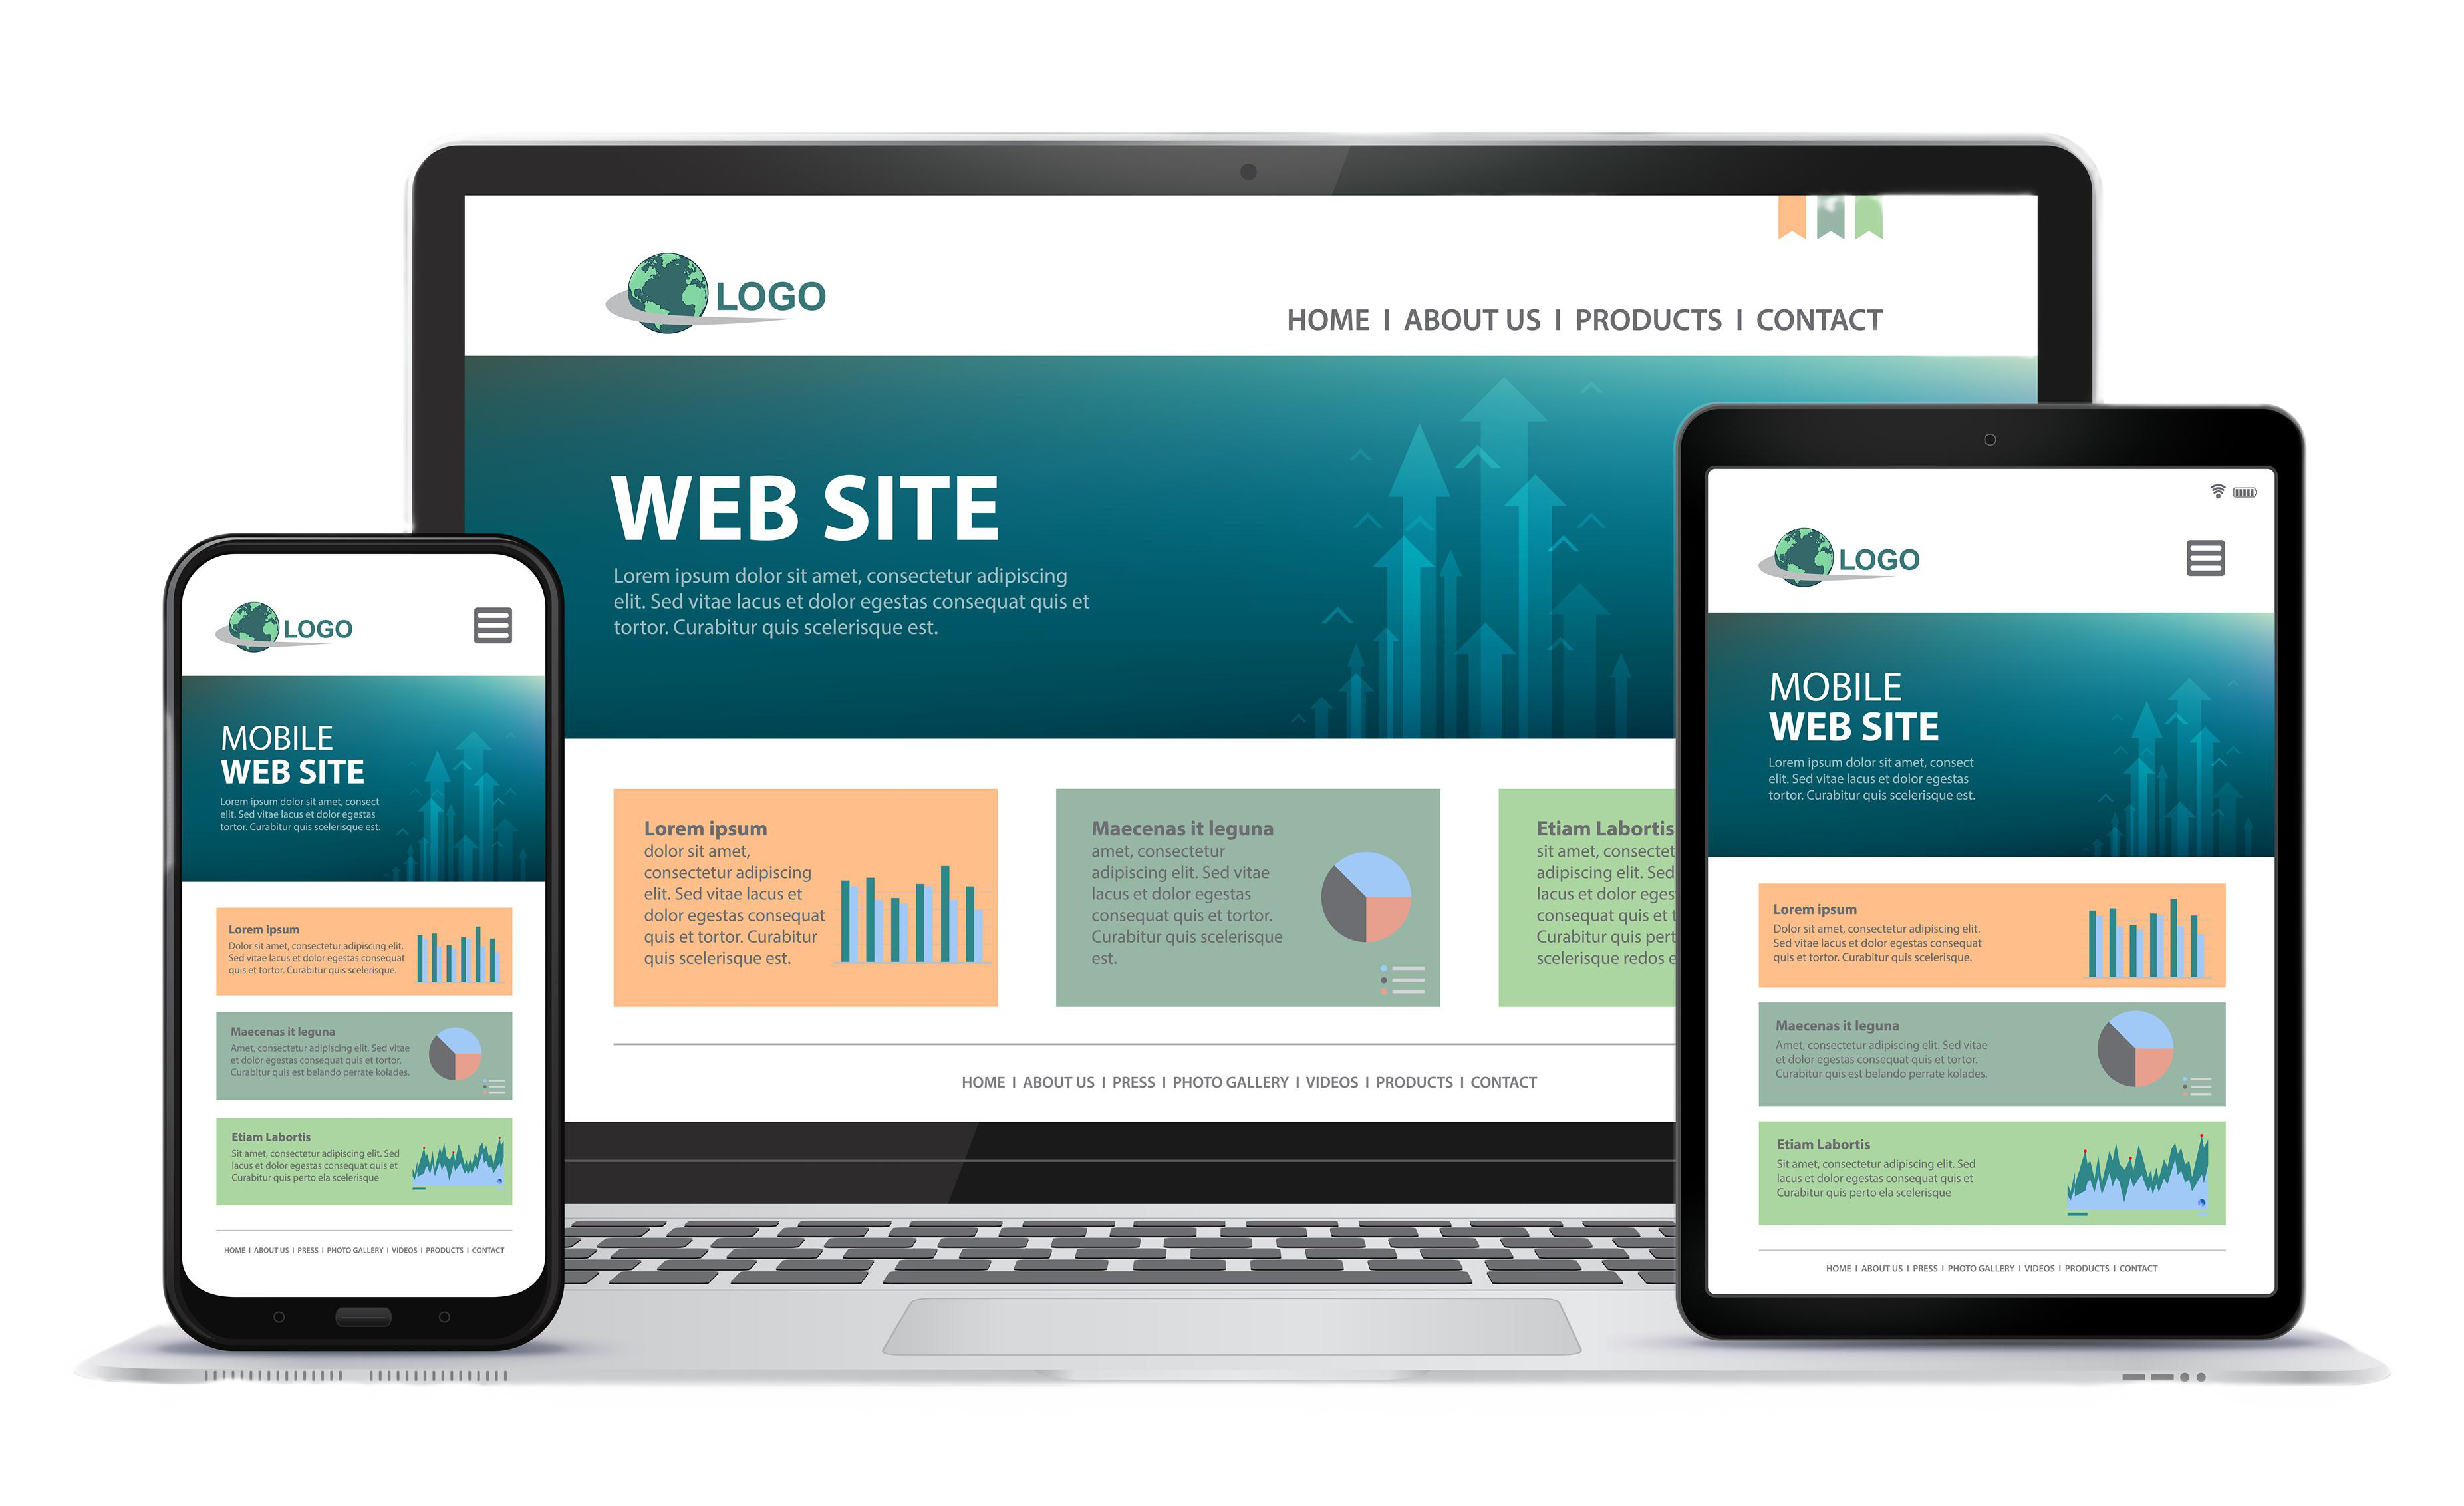 LOGO
HOME I ABOUT US I PRODUCTS I CONTACT
WEB SITE
Lorem ipsum dolor sit amet, consectetur adipiscing
elit. Sed vitae lacus et dolor egestas consequat quis et
tortor. Curabitur quis scelerisque est.
Lorem ipsum
dolor sit amet,
consectetur adipiscing
elit. Sed vitae lacus et
dolor egestas consequat
quis et tortor. Curabitur
quis scelerisque est.
Maecenas it leguna
amet, consectetur
adipiscing elit. Sed vitae
lacus et dolor egestas
consequat quis et tortor.
Curabitur quis scelerisque
est.
Etiam Labortis
sit amet, consectet
adipiscing elit. Sed
lacus et dolor eges
consequat quis et t
Curabitur quis pert
scelerisque redos e
HOME I ABOUT US I PRESS I PHOTO GALLERY I VIDEOS I PRODUCTS I CONTACT
LOGO
MOBILE
WEB SITE
Lorem ipsum dolor sit amet, consect
elit. Sed vitae lacus et dolor egestas
tortor. Curabitur quis scelerisque est.
Lorem ipsum
Dolor sit amet, consectetur adipiscing elit.
Sed vitae lacus et dolor egestas consequat
quis et tortor. Curabitur quis scelerisque.
Maecenas it leguna
Amet, consectetur adipiscing elit. Sed vitae
et dolor egestas consequat quis et tortor.
Curabitur quis est belando perrate kolades.
Etiam Labortis
Sit amet, consectetur adipiscing elit. Sed
lacus et dolor egestas consequat quis et
Curabitur quis perto ela scelerisque
HOME I ABOUT US I PRESS I PHOTO GALLERY I VIDEOS I PRODUCTS I CONTACT
LOGO
MOBILE
WEB SITE
Lorem ipsum dolor sit amet, consect
elit. Sed vitae lacus et dolor egestas
tortor. Curabitur quis scelerisque est.
Lorem ipsum
Dolor sit amet, consectetur adipiscing elit.
Sed vitae lacus et dolor egestas consequat
quis et tortor. Curabitur quis scelerisque.
Maecenas it leguna
Amet, consectetur adipiscing elit. Sed vitae
et dolor egestas consequat quis et tortor.
Curabitur quis est belando perrate kolades.
Etiam Labortis
Sit amet, consectetur adipiscing elit. Sed
lacus et dolor egestas consequat quis et
Curabitur quis perto ela scelerisque
HOME I ABOUT US I PRESS I PHOTO GALLERY I VIDEOS I PRODUCTS I CONTACT